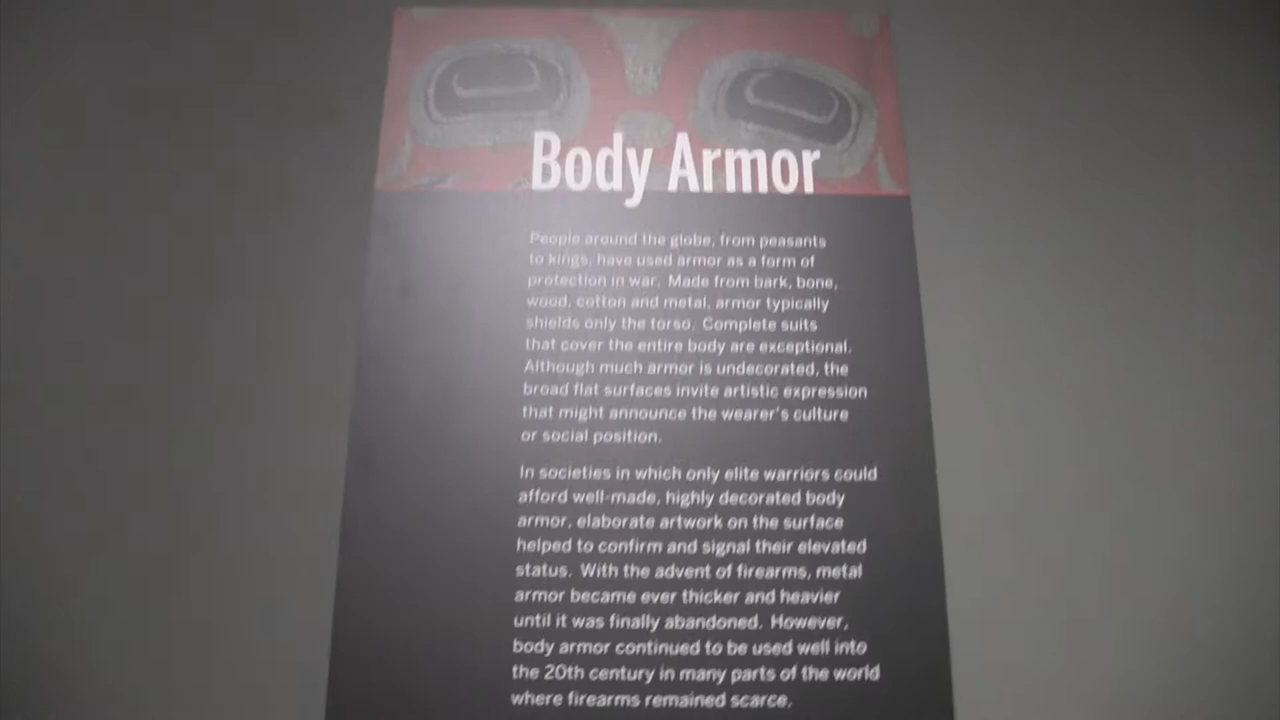 Body Armor
People around the globe, from peasants
to kings, have used armor as a form of
protection in war. Made from bark, bone,
wood, cotton and metal, armor typically
shields only the torso. Complete suits
that cover the entire body are exceptional.
Although much armor is undecorated, the
broad flat surfaces invite artistic expression
that might announce the wearer's culture
or social position.
In societies in which only elite warriors could
afford well-made, highly decorated body
armor, elaborate artwork on the surface
helped to confirm and signal their elevated
status. With the advent of firearms, metal
armor became ever thicker and heavier
until it was finally abandoned. However,
body armor continued to be used well into
the 20th century in many parts of the world
where firearms remained scarce.